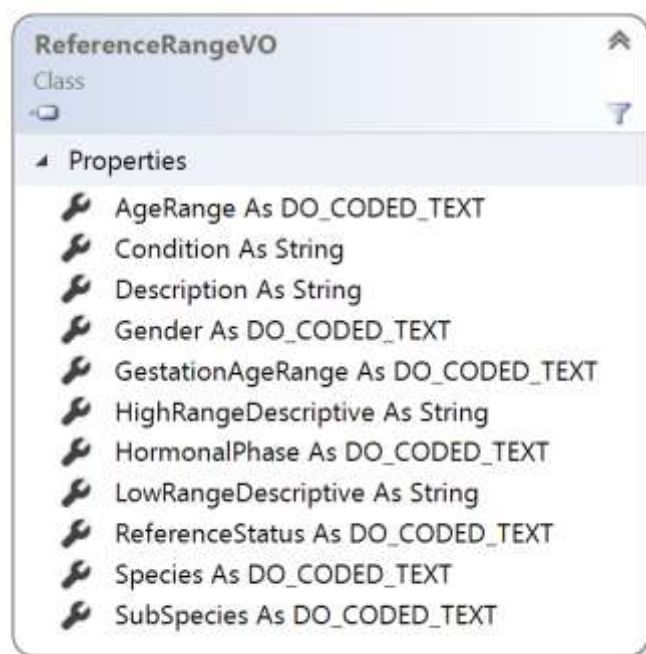 ReferenceRangeVO
Class
Properties
AgeRange As DO_CODED_TEXT
Condition As String
Description As String
Gender As DO_CODED_TEXT
GestationAgeRange As DO_CODED_TEXT
HighRangeDescriptive As String
HormonalPhase As DO_CODED_TEXT
LowRangeDescriptive As String
ReferenceStatus As DO_CODED_TEXT
Species As DO_CODED_TEXT
SubSpecies As DO_CODED_TEXT